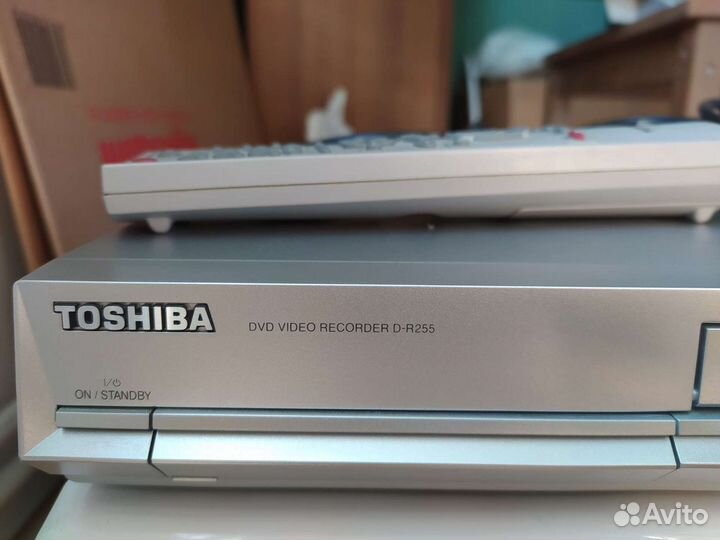 TOSHIBA
DVD VIDEO RECORDER D-R255
I/⏻
ON / STANDBY
Avito